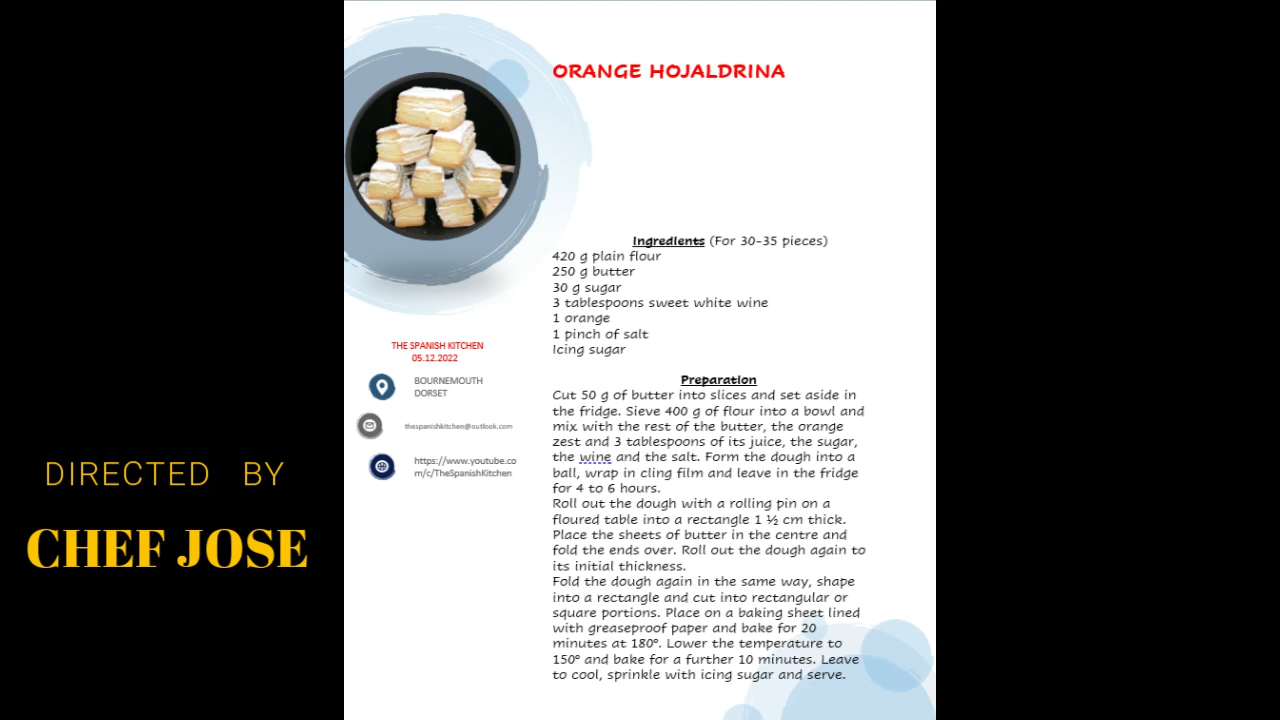 ORANGE HOJALDRINA
Ingredients (For 30-35 pieces)
420 g plain flour
250 g butter
30 g sugar
3 tablespoons sweet white wine
1 orange
1 pinch of salt
Icing sugar
Preparation
Cut 50 g of butter into slices and set aside in
the fridge. Sieve 400 g of flour into a bowl and
mix with the rest of the butter, the orange
zest and 3 tablespoons of its juice, the sugar,
the wine and the salt. Form the dough into a
ball, wrap in cling film and leave in the fridge
for 4 to 6 hours.
Roll out the dough with a rolling pin on a
floured table into a rectangle 1 ½ cm thick.
Place the sheets of butter in the centre and
fold the ends over. Roll out the dough again to
its initial thickness.
Fold the dough again in the same way, shape
into a rectangle and cut into rectangular or
square portions. Place on a baking sheet lined
with greaseproof paper and bake for 20
minutes at 180º. Lower the temperature to
150º and bake for a further 10 minutes. Leave
to cool, sprinkle with icing sugar and serve.
THE SPANISH KITCHEN
05.12.2022
BOURNEMOUTH
DORSET
thespanishkitchen@outlook.com
https://www.youtube.co
m/c/TheSpanishKitchen
DIRECTED BY
CHEF JOSE